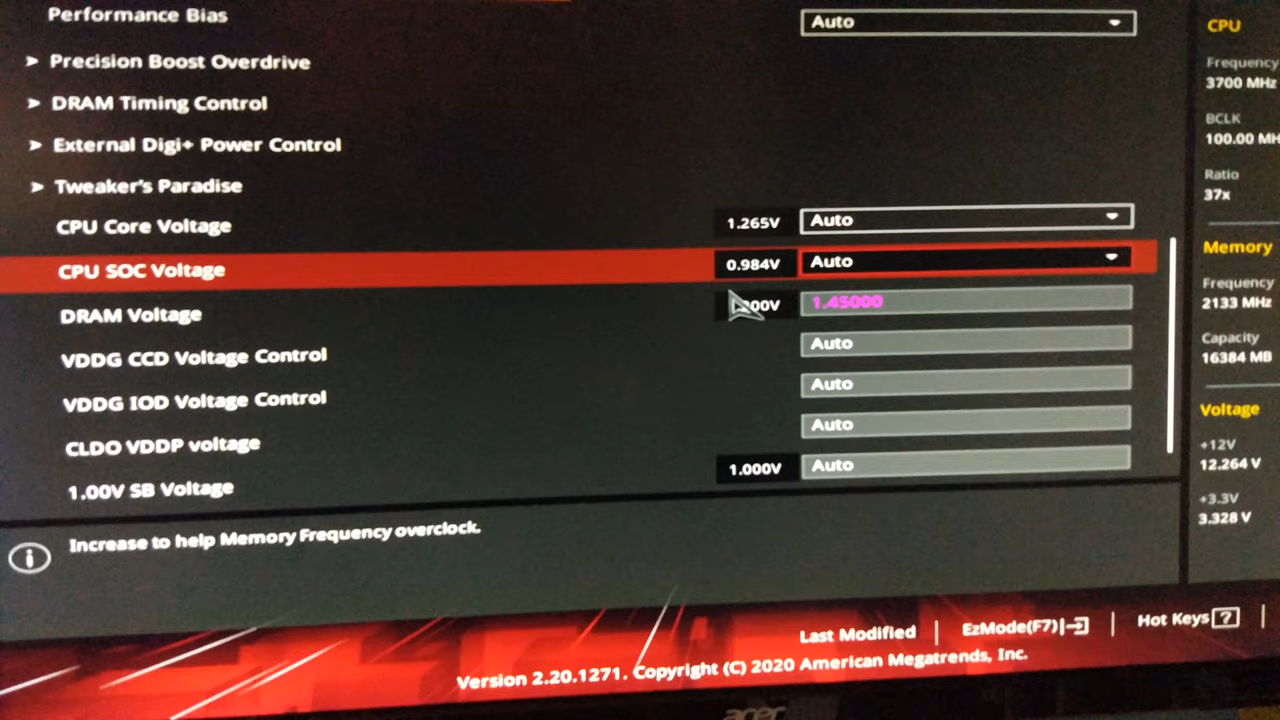 Performance Bias Auto
Precision Boost Overdrive
DRAM Timing Control
External Digi+ Power Control
Tweaker's Paradise
CPU Core Voltage 1.265V Auto
CPU SOC Voltage 0.984V Auto
DRAM Voltage 1.45000
VDDG CCD Voltage Control Auto
VDDG IOD Voltage Control Auto
CLDO VDDP voltage Auto
1.00V SB Voltage 1.000V Auto
Increase to help Memory Frequency overclock.
CPU
Frequency
3700 MHz
BCLK
100.00 MH
Ratio
37x
Memory
Frequency
2133 MHz
Capacity
16384 MB
Voltage
+12V
12.264 V
+3.3V
3.328 V
Last Modified | EzMode(F7) | Hot Keys ? |
Version 2.20.1271. Copyright (C) 2020 American Megatrends, Inc.
acer